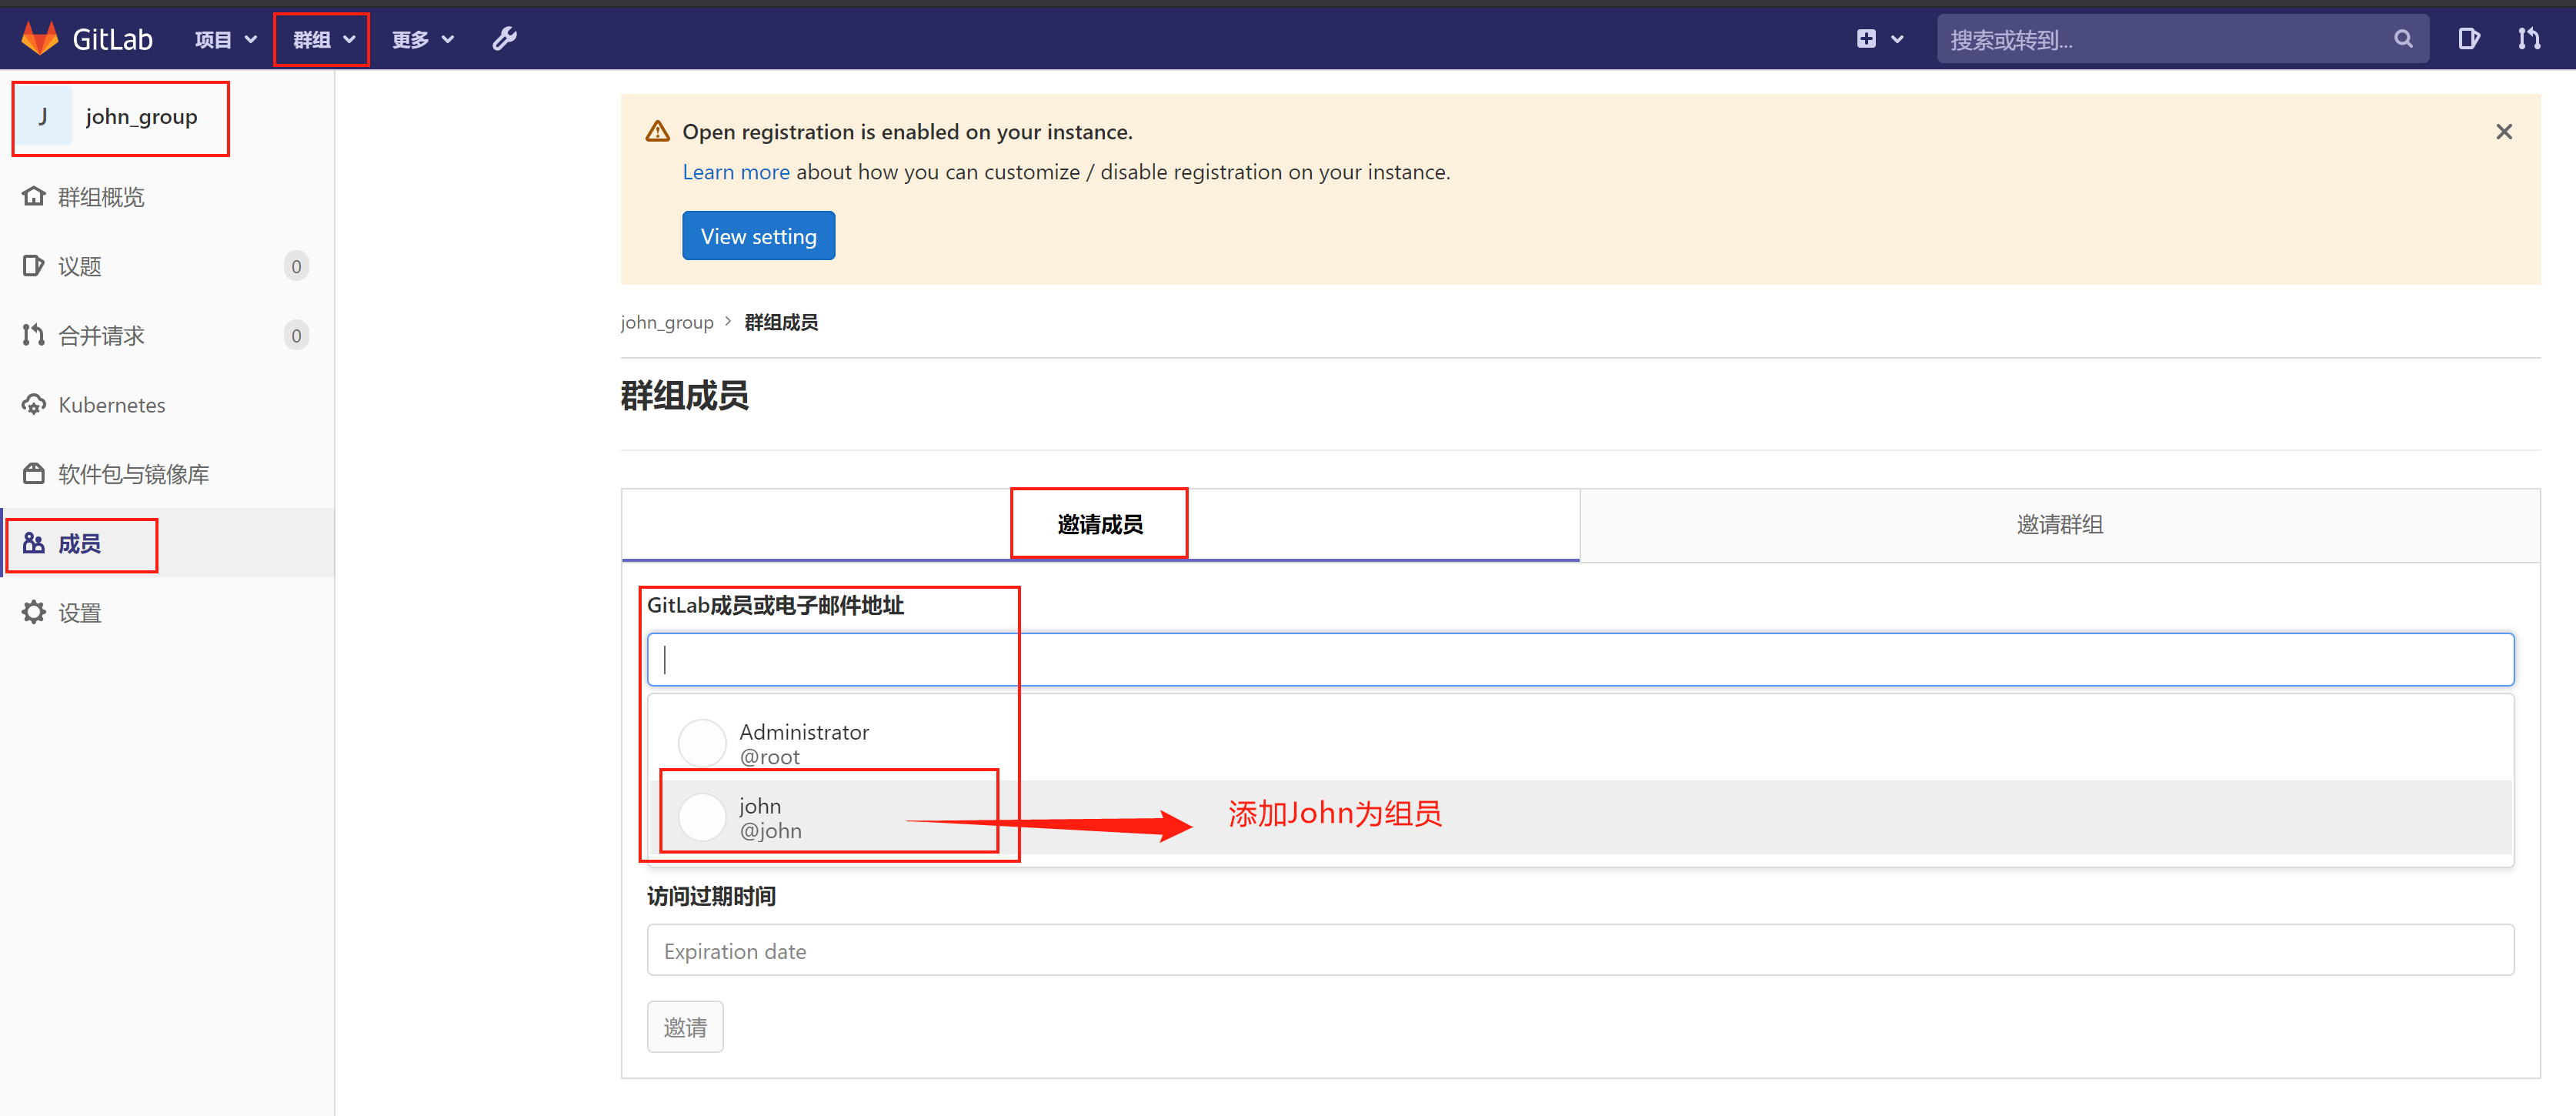 GitLab 项目 群组 更多 搜索或转到...
J john_group
群组概览
议题 0
合并请求 0
Kubernetes
软件包与镜像库
成员
设置
Open registration is enabled on your instance.
Learn more about how you can customize / disable registration on your instance.
View setting
john_group > 群组成员
群组成员
邀请成员 邀请群组
GitLab成员或电子邮件地址
Administrator
@root
john
@john
添加John为组员
访问过期时间
Expiration date
邀请